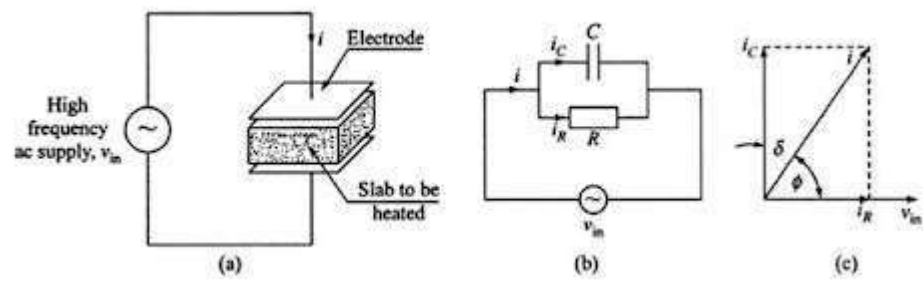 i
Electrode
High
frequency
ac supply, v_in
~
Slab to be
heated
(a)
C
i_C
i
i_R
R
~
v_in
(b)
i_C
i
δ
ϕ
i_R
v_in
(c)